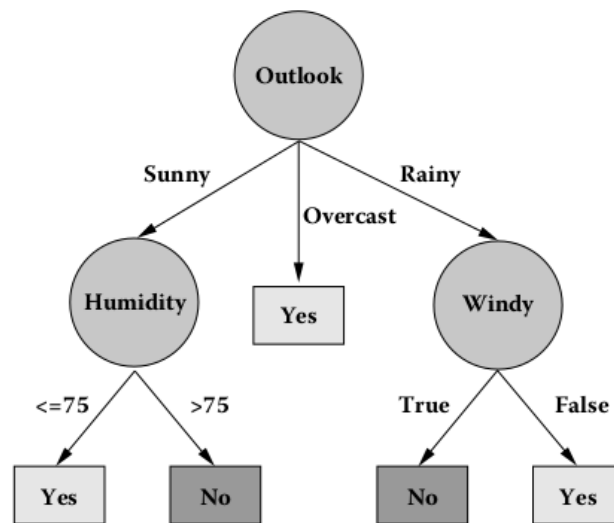 Outlook
Sunny
Rainy
Overcast
Humidity
Yes
Windy
<=75
>75
True
False
Yes
No
No
Yes